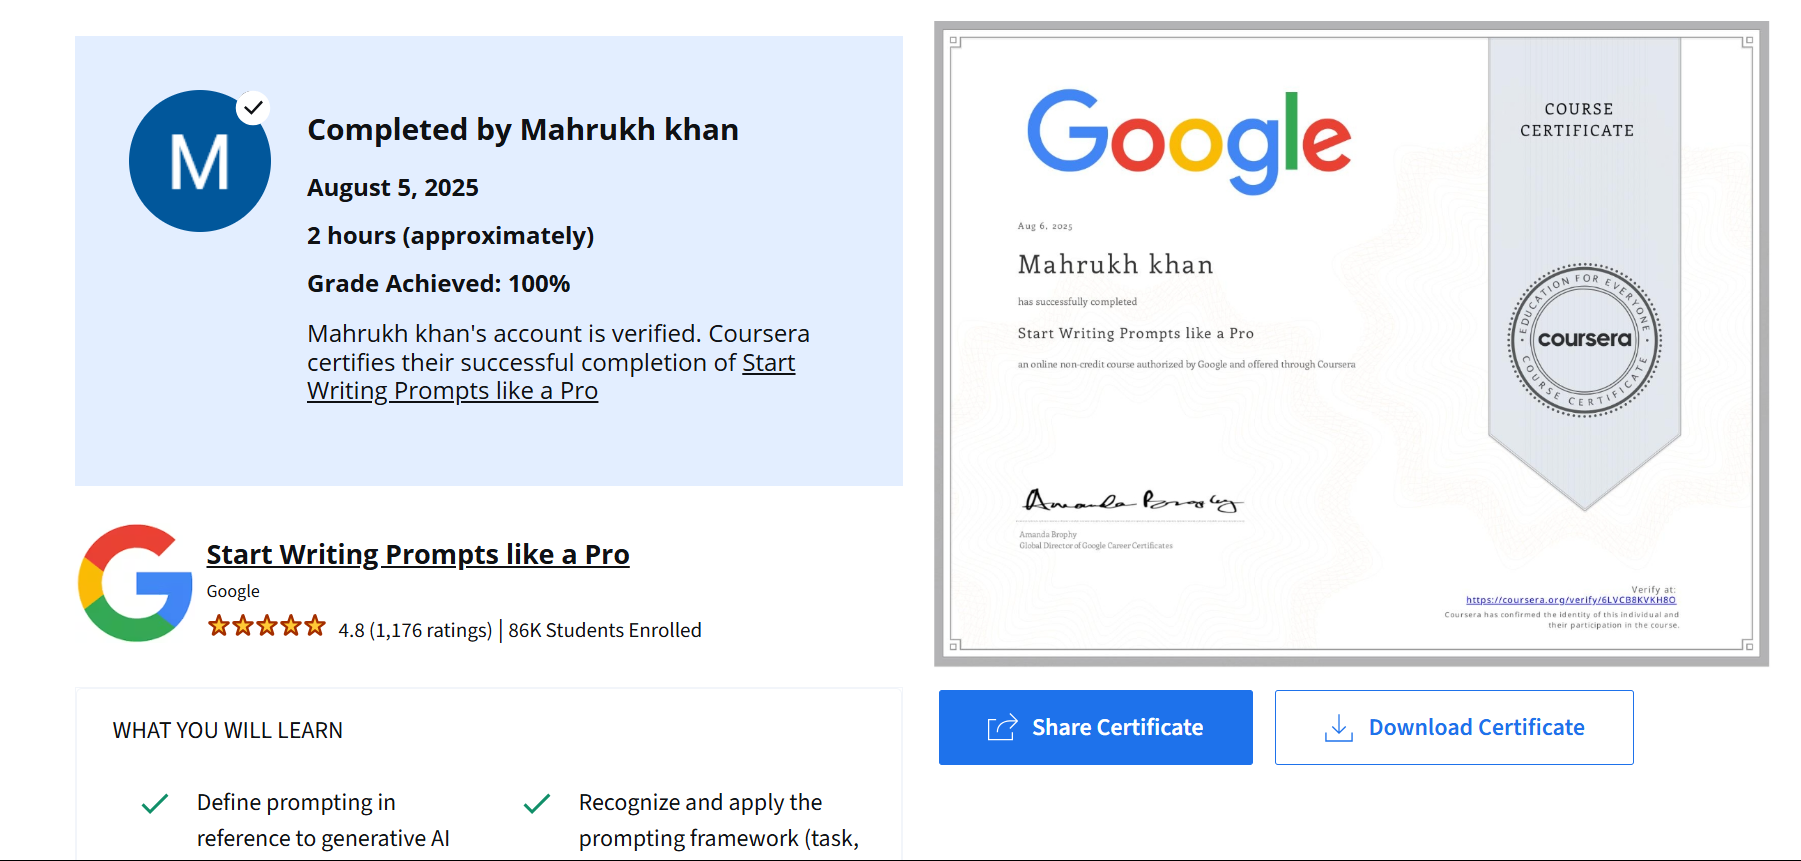 M
Completed by Mahrukh khan
August 5, 2025
2 hours (approximately)
Grade Achieved: 100%
Mahrukh khan's account is verified. Coursera
certifies their successful completion of Start
Writing Prompts like a Pro
Start Writing Prompts like a Pro
Google
4.8 (1,176 ratings) | 86K Students Enrolled
WHAT YOU WILL LEARN
Define prompting in
reference to generative AI
Recognize and apply the
prompting framework (task,
Google
Aug 6, 2025
Mahrukh khan
has successfully completed
Start Writing Prompts like a Pro
an online non-credit course authorized by Google and offered through Coursera
Amanda Brophy
Amanda Brophy
Global Director of Google Career Certificates
COURSE
CERTIFICATE
EDUCATION FOR EVERYONE
coursera
COURSE CERTIFICATE
Verify at:
https://coursera.org/verify/6LVCB8KVKH8O
Coursera has confirmed the identity of this individual and
their participation in the course.
Share Certificate
Download Certificate